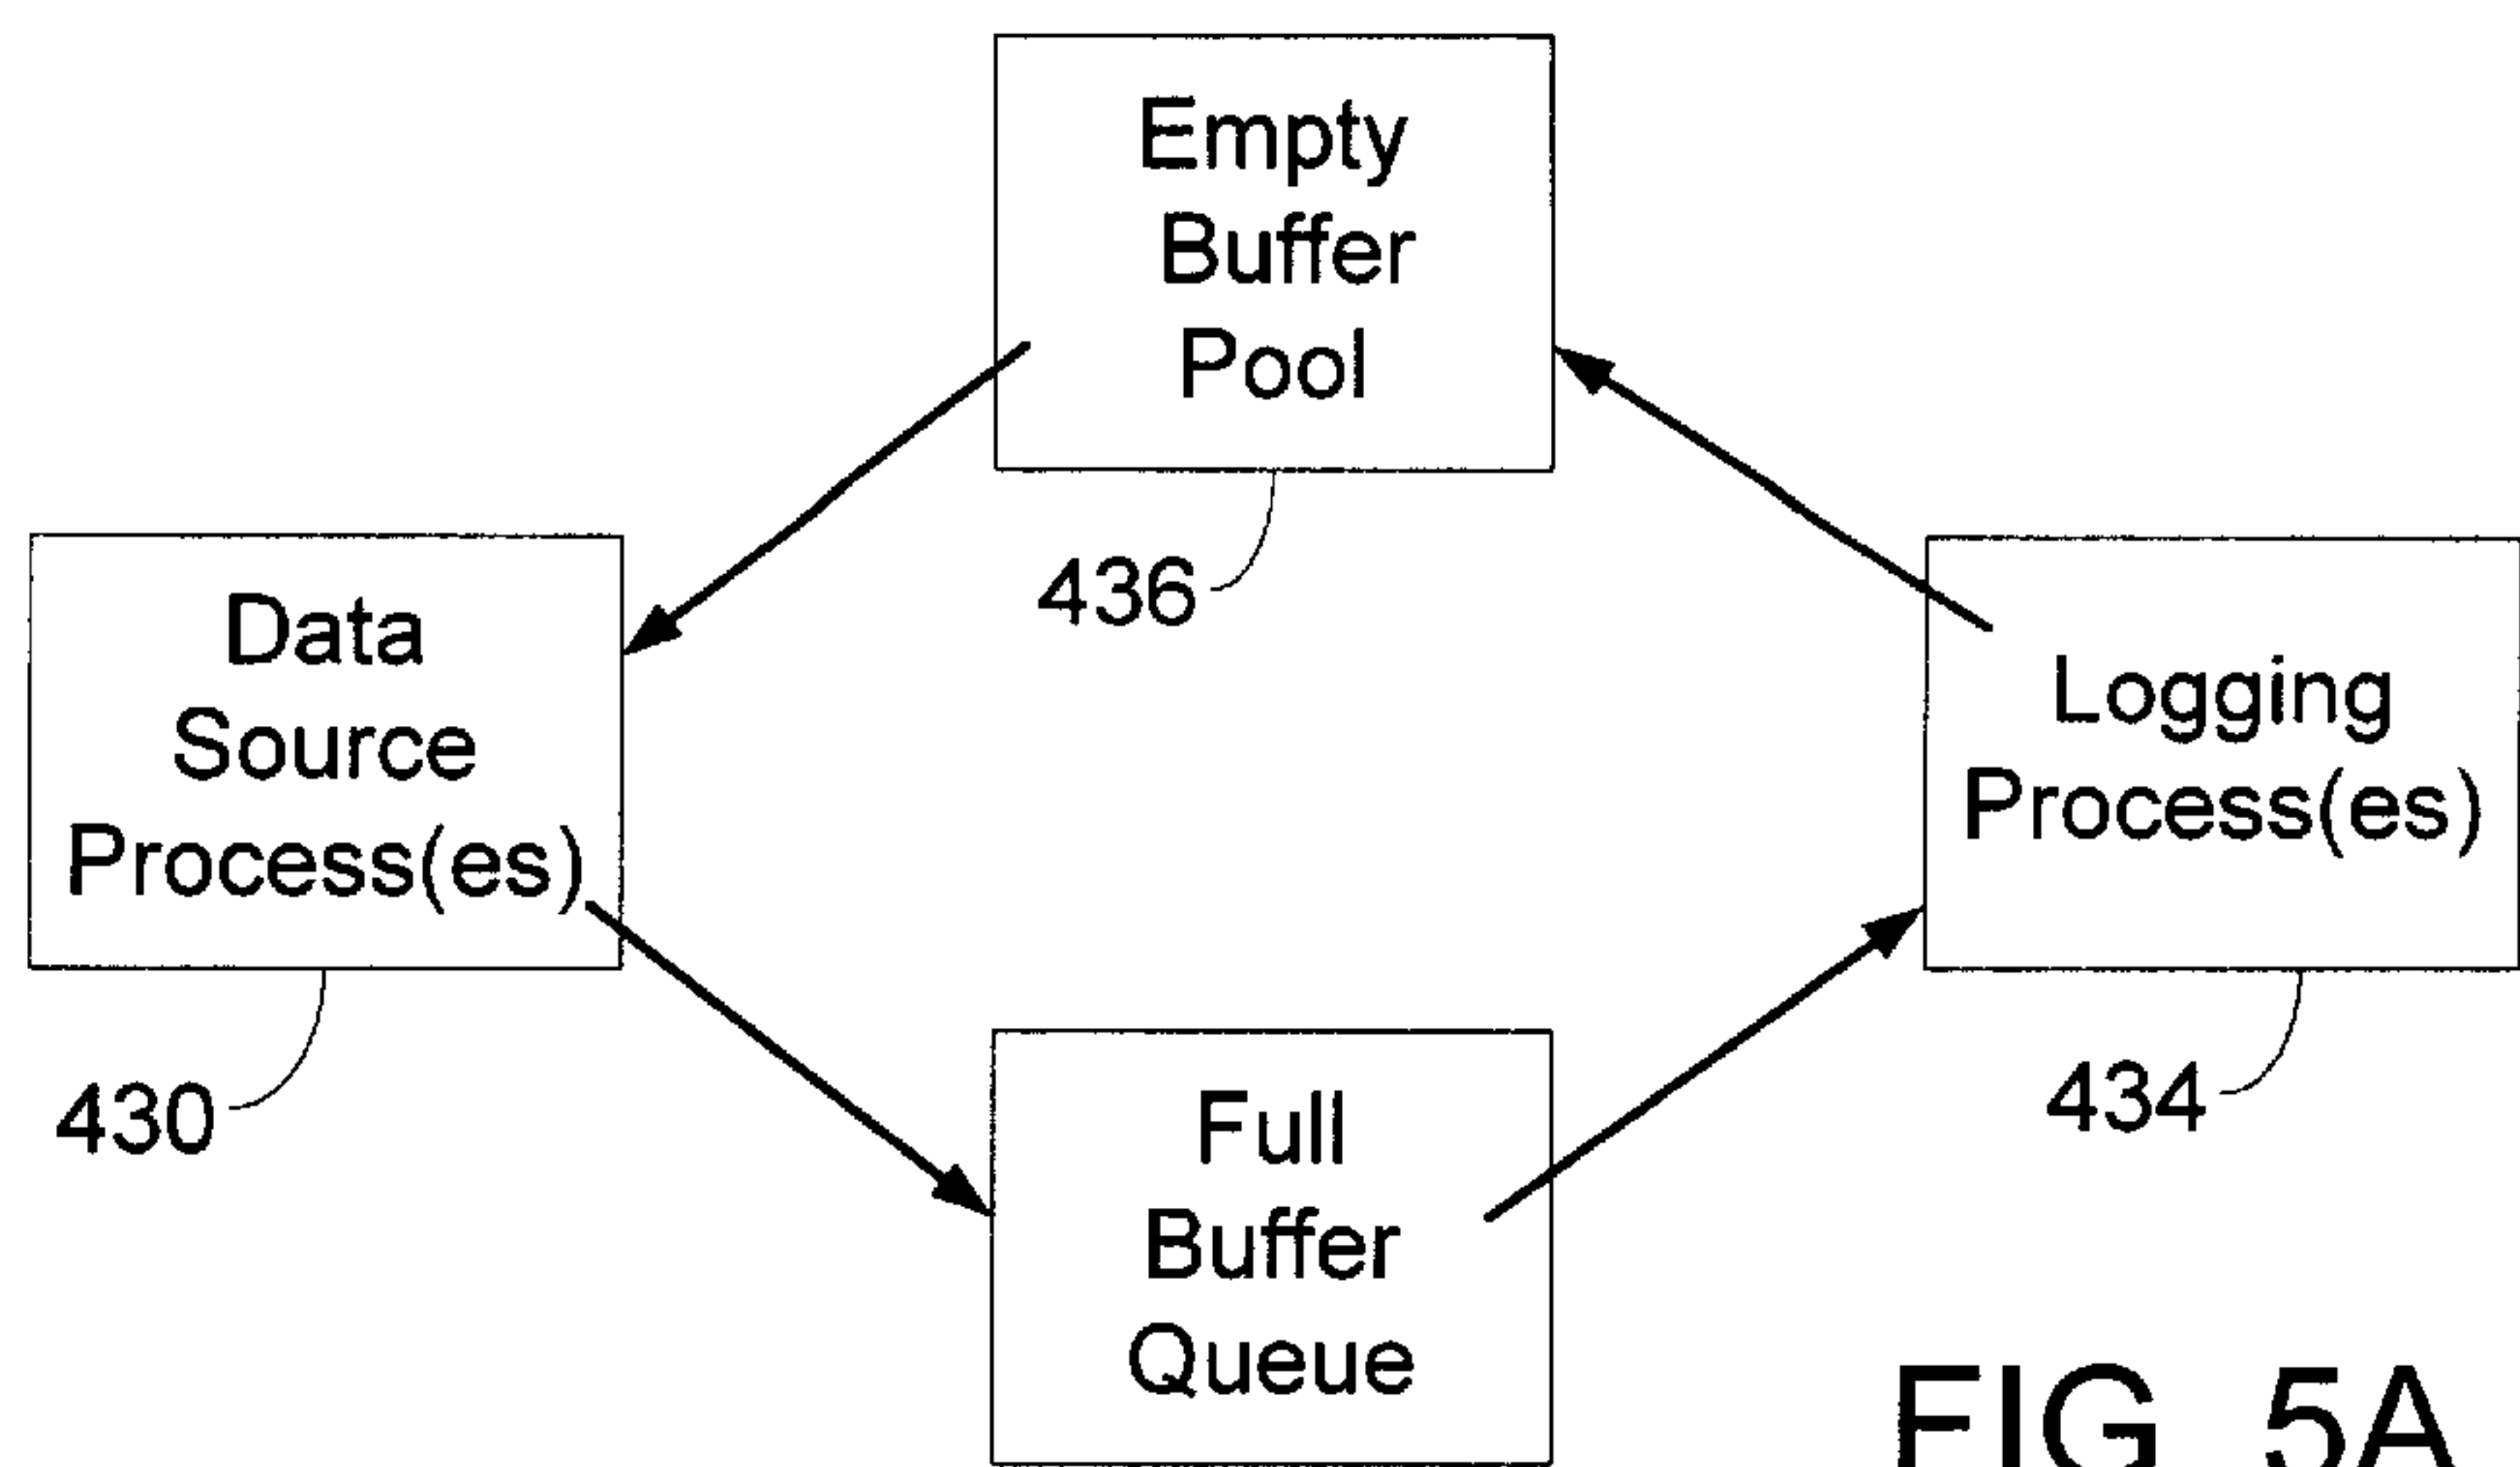 Empty
Buffer
Pool
436
Data
Source
Process(es)
430
Logging
Process(es)
434
Full
Buffer
Queue
FIG 5A